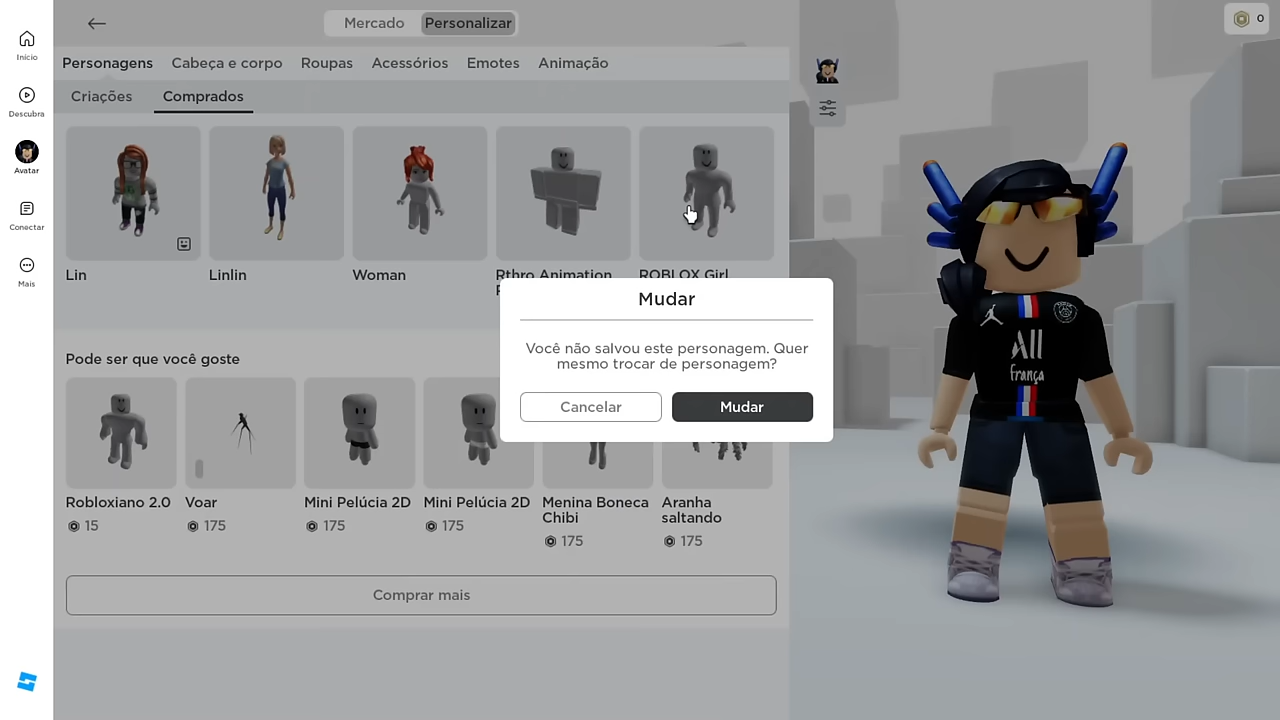 Mercado
Personalizar
0
Início
Descubra
Avatar
Conectar
Mais
Personagens
Cabeça e corpo
Roupas
Acessórios
Emotes
Animação
Criações
Comprados
Lin
Linlin
Woman
Rthro Animation
ROBLOX Girl
Mudar
Você não salvou este personagem. Quer
mesmo trocar de personagem?
Cancelar
Mudar
Pode ser que você goste
Robloxiano 2.0
15
Voar
175
Mini Pelúcia 2D
175
Mini Pelúcia 2D
175
Menina Boneca
Chibi
175
Aranha
saltando
175
Comprar mais
All
frança